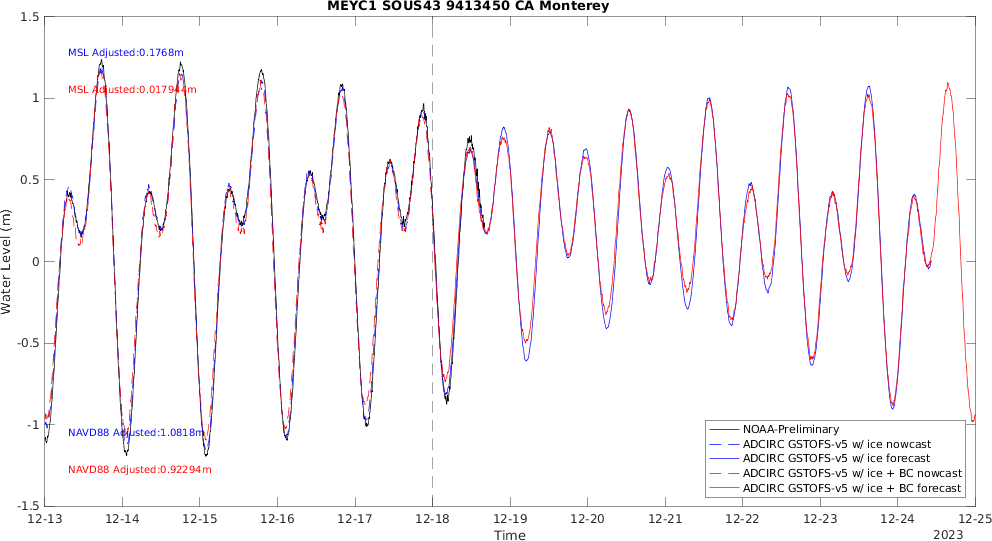 MEYC1 SOUS43 9413450 CA Monterey
1.5
MSL Adjusted:0.1768m
MSL Adjusted:0.017944m
1
0.5
0
-0.5
-1
-1.5
Water Level (m)
NAVD88 Adjusted:1.0818m
NAVD88 Adjusted:0.92294m
NOAA-Preliminary
ADCIRC GSTOFS-v5 w/ ice nowcast
ADCIRC GSTOFS-v5 w/ ice forecast
ADCIRC GSTOFS-v5 w/ ice + BC nowcast
ADCIRC GSTOFS-v5 w/ ice + BC forecast
12-13 12-14 12-15 12-16 12-17 12-18 12-19 12-20 12-21 12-22 12-23 12-24 12-25
Time
2023